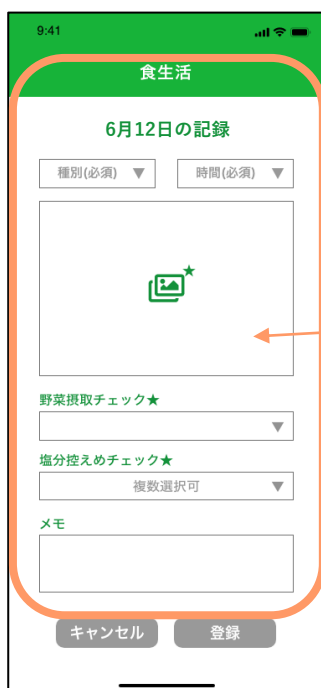 9:41
食生活
6月12日の記録
種別(必須) ▼ 時間(必須) ▼
★
野菜摂取チェック★
▼
塩分控えめチェック★
複数選択可 ▼
メモ
キャンセル 登録